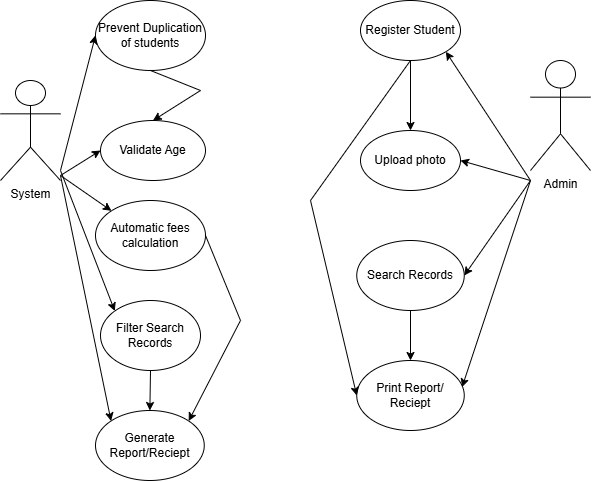 Prevent Duplication
of students
Register Student
Validate Age
Upload photo
System
Admin
Automatic fees
calculation
Search Records
Filter Search
Records
Print Report/
Reciept
Generate
Report/Reciept